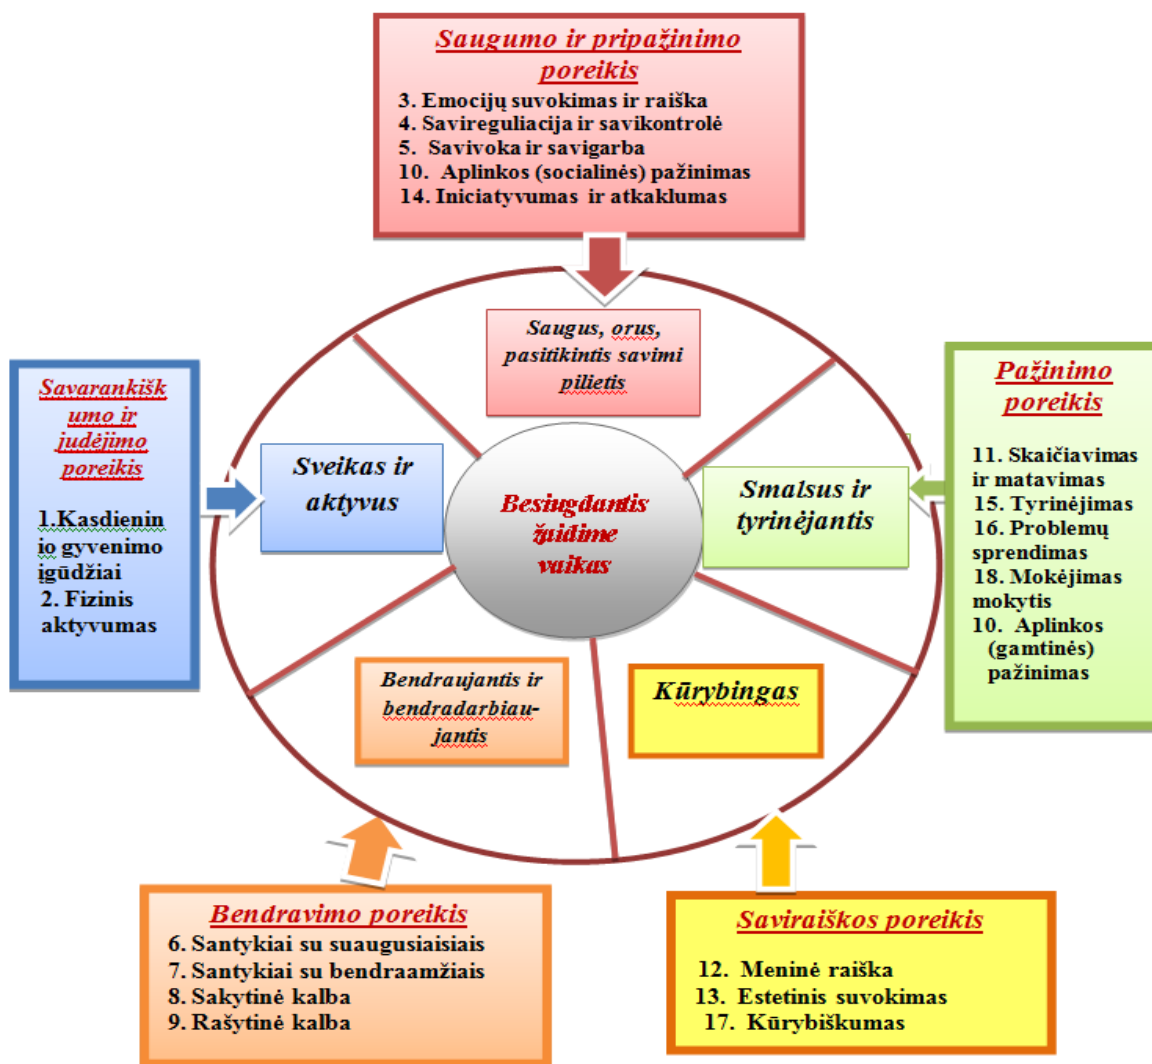 Saugumo ir pripažinimo
poreikis
3. Emocijų suvokimas ir raiška
4. Savireguliacija ir savikontrolė
5. Savivoka ir savigarba
10. Aplinkos (socialinės) pažinimas
14. Iniciatyvumas ir atkaklumas
Saugus, orus,
pasitikintis savimi
pilietis
Savarankišk
umo ir
judėjimo
poreikis
1.Kasdienin
io gyvenimo
įgūdžiai
2. Fizinis
aktyvumas
Sveikas ir
aktyvus
Besiugdantis
žaidime
vaikas
Smalsus ir
tyrinėjantis
Pažinimo
poreikis
11. Skaičiavimas
ir matavimas
15. Tyrinėjimas
16. Problemų
sprendimas
18. Mokėjimas
mokytis
10. Aplinkos
(gamtinės)
pažinimas
Bendraujantis ir
bendradarbiau-
jantis
Kūrybingas
Bendravimo poreikis
6. Santykiai su suaugusiaisiais
7. Santykiai su bendraamžiais
8. Sakytinė kalba
9. Rašytinė kalba
Saviraiškos poreikis
12. Meninė raiška
13. Estetinis suvokimas
17. Kūrybiškumas